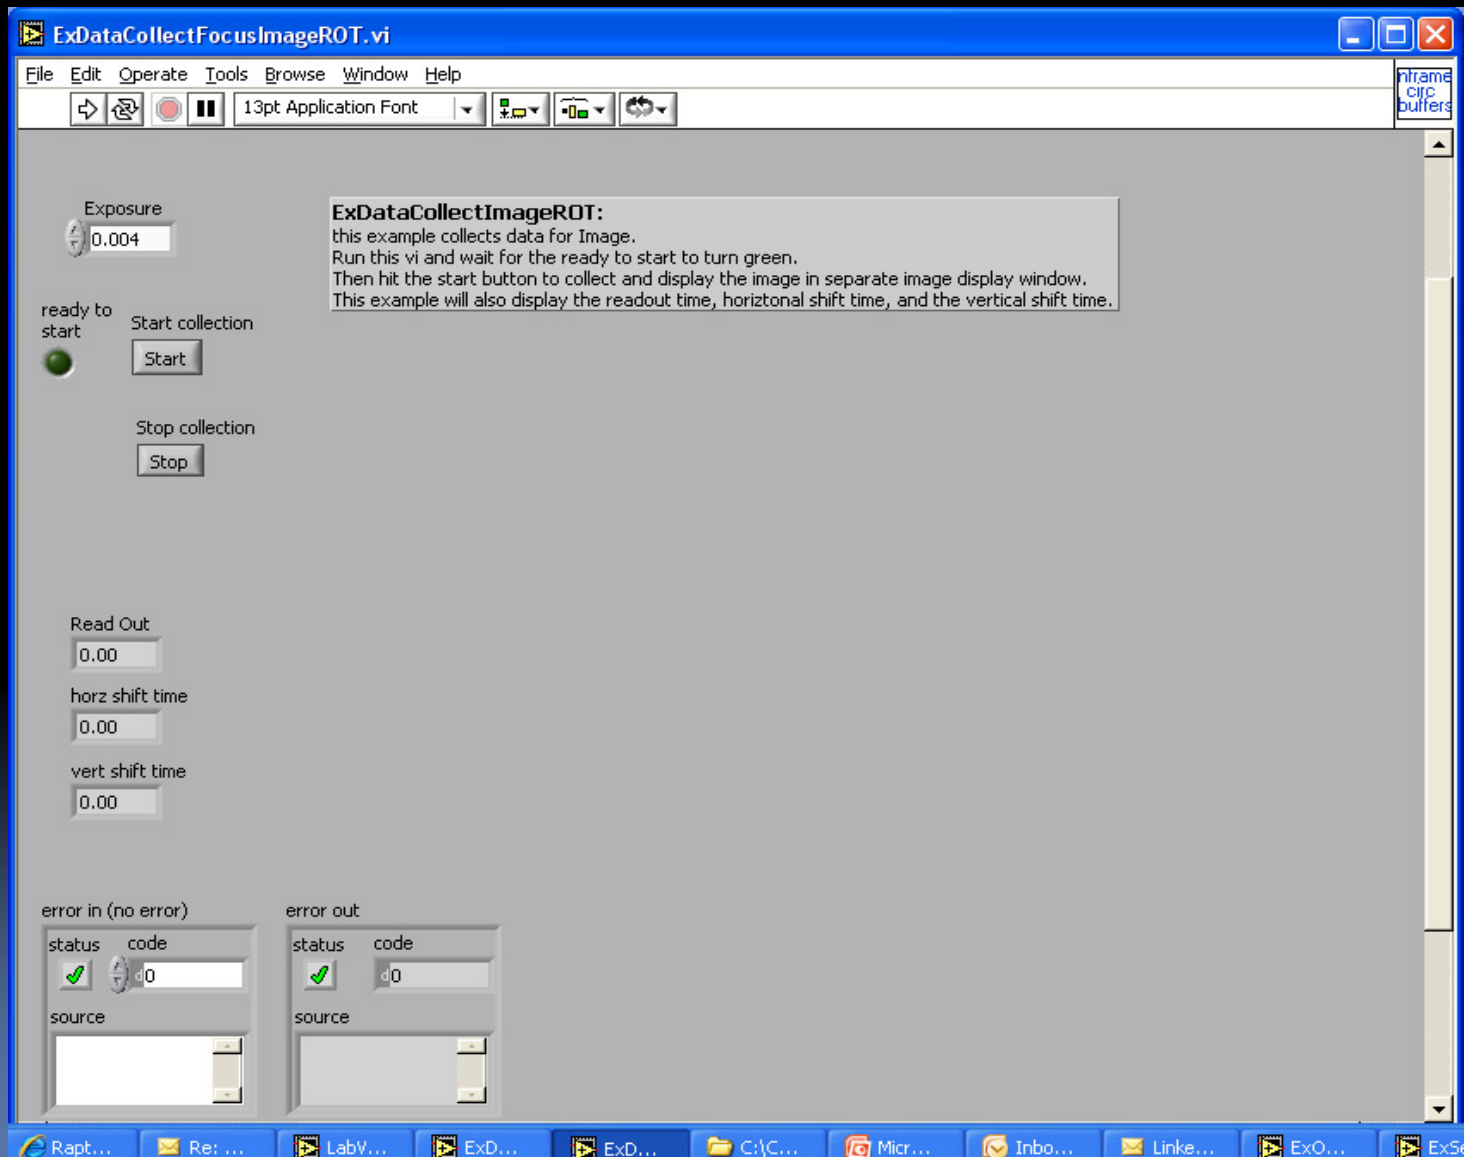 ExDataCollectFocusImageROT.vi
File Edit Operate Tools Browse Window Help
13pt Application Font
nframe
circ
buffers
Exposure
0.004
ExDataCollectImageROT:
this example collects data for Image.
Run this vi and wait for the ready to start to turn green.
Then hit the start button to collect and display the image in separate image display window.
This example will also display the readout time, horiztonal shift time, and the vertical shift time.
ready to
start
Start collection
Start
Stop collection
Stop
Read Out
0.00
horz shift time
0.00
vert shift time
0.00
error in (no error)
status code
d0
source
error out
status code
d0
source
Rapt... Re: ... LabV... ExD... ExD... C:\C... Micr... Inbo... Linke... ExO... ExSe